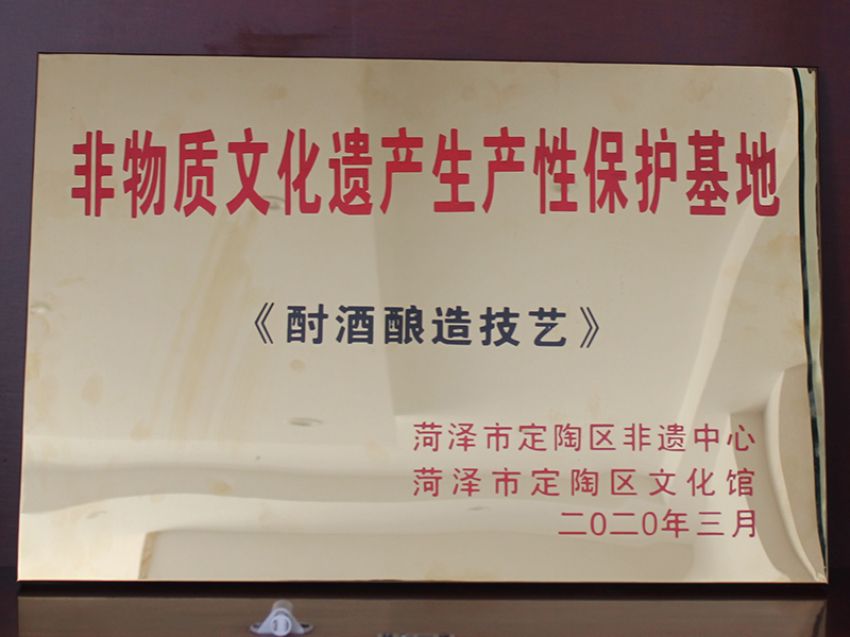 非物质文化遗产生产性保护基地
《酎酒酿造技艺》
菏泽市定陶区非遗中心
菏泽市定陶区文化馆
二0二0年三月